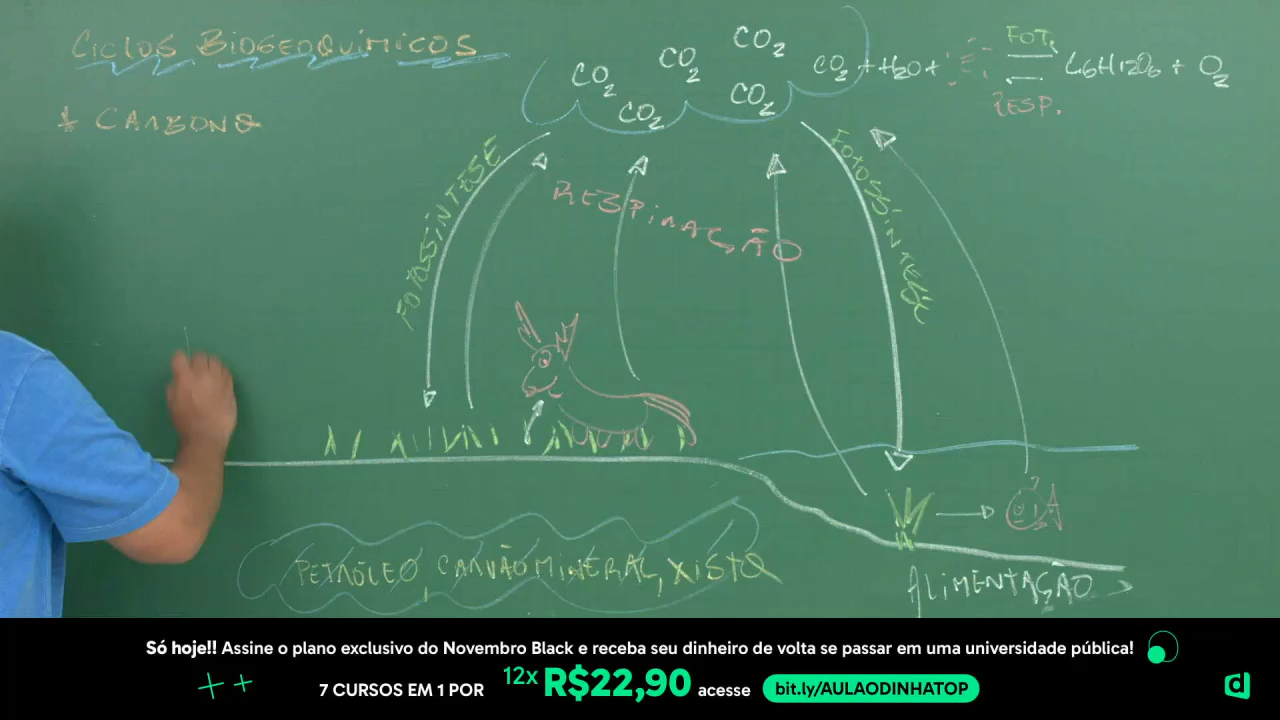 CICLOS BIOGEOQUÍMICOS
* CARBONO
CO2 CO2 CO2
CO2 CO2
CO2 + H2O + E FOT. C6H12O6 + O2
RESP.
FOTOSSÍNTESE
RESPIRAÇÃO
FOTOSSÍNTESE
PETRÓLEO CARVÃO MINERAL, XISTO
ALIMENTAÇÃO
Só hoje!! Assine o plano exclusivo do Novembro Black e receba seu dinheiro de volta se passar em uma universidade pública!
7 CURSOS EM 1 POR 12x R$22,90 acesse bit.ly/AULAODINHATOP
d